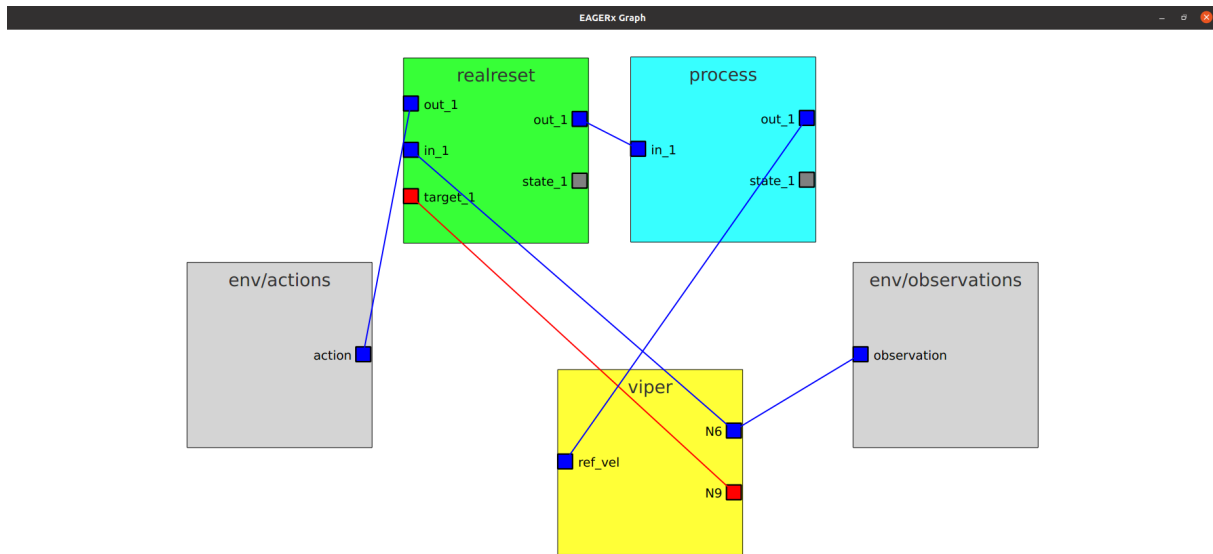 EAGERx Graph
realreset
out_1
in_1
target_1
out_1
state_1
process
in_1
out_1
state_1
env/actions
action
env/observations
observation
viper
ref_vel
N6
N9